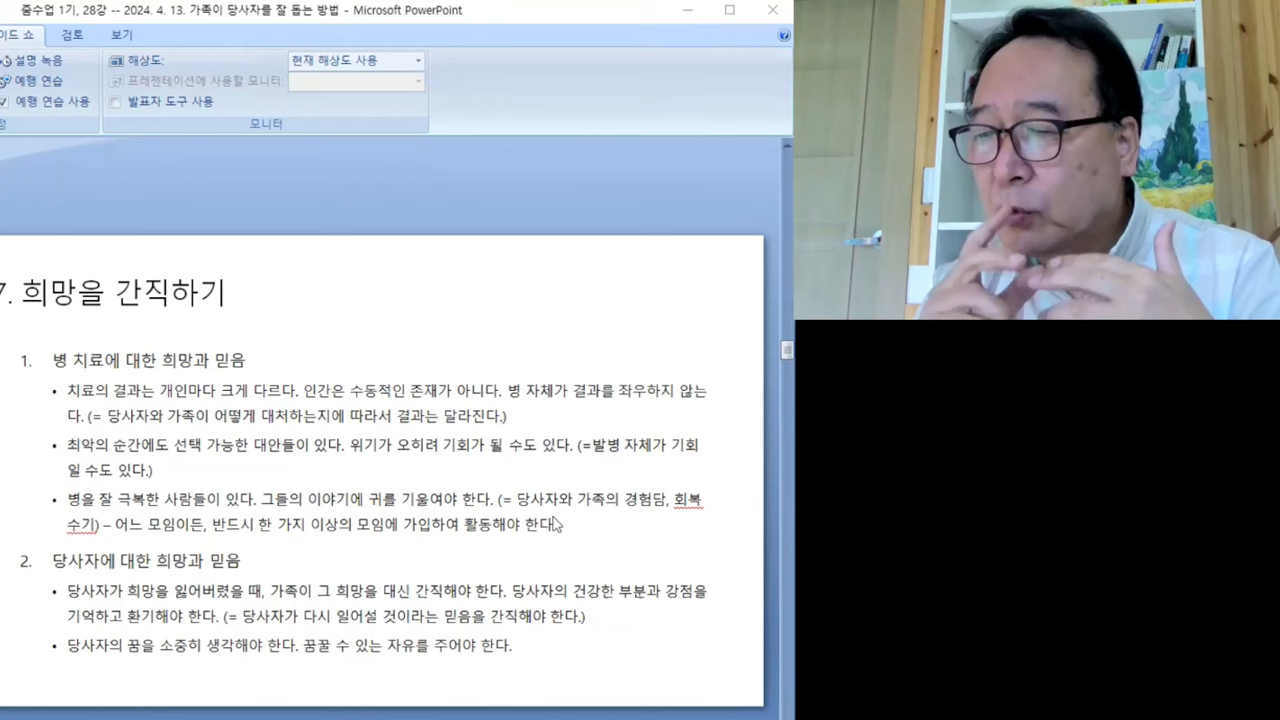 줌수업 1기, 28강 -- 2024. 4. 13. 가족이 당사자를 잘 돕는 방법 - Microsoft PowerPoint
이드 쇼 검토 보기
설명 녹음
예행 연습
예행 연습 사용
정
해상도: 현재 해상도 사용
프레젠테이션에 사용할 모니터:
발표자 도구 사용
모니터
7. 희망을 간직하기
1. 병 치료에 대한 희망과 믿음
• 치료의 결과는 개인마다 크게 다르다. 인간은 수동적인 존재가 아니다. 병 자체가 결과를 좌우하지 않는
다. (= 당사자와 가족이 어떻게 대처하는지에 따라서 결과는 달라진다.)
• 최악의 순간에도 선택 가능한 대안들이 있다. 위기가 오히려 기회가 될 수도 있다. (=발병 자체가 기회
일 수도 있다.)
• 병을 잘 극복한 사람들이 있다. 그들의 이야기에 귀를 기울여야 한다. (= 당사자와 가족의 경험담, 회복
수기) – 어느 모임이든, 반드시 한 가지 이상의 모임에 가입하여 활동해야 한다.
2. 당사자에 대한 희망과 믿음
• 당사자가 희망을 잃어버렸을 때, 가족이 그 희망을 대신 간직해야 한다. 당사자의 건강한 부분과 강점을
기억하고 환기해야 한다. (= 당사자가 다시 일어설 것이라는 믿음을 간직해야 한다.)
• 당사자의 꿈을 소중히 생각해야 한다. 꿈꿀 수 있는 자유를 주어야 한다.